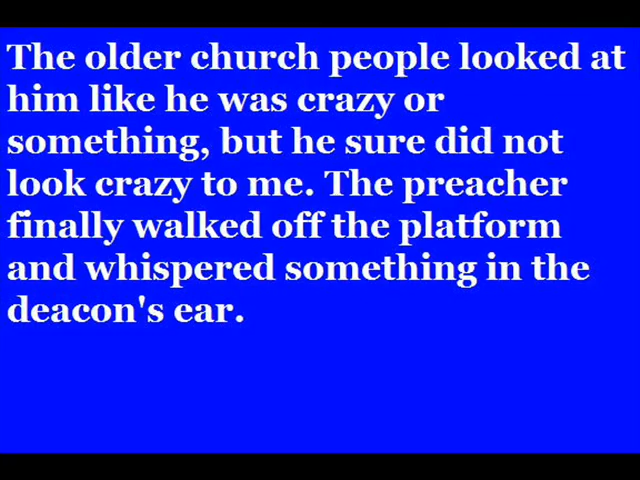 The older church people looked at
him like he was crazy or
something, but he sure did not
look crazy to me. The preacher
finally walked off the platform
and whispered something in the
deacon's ear.